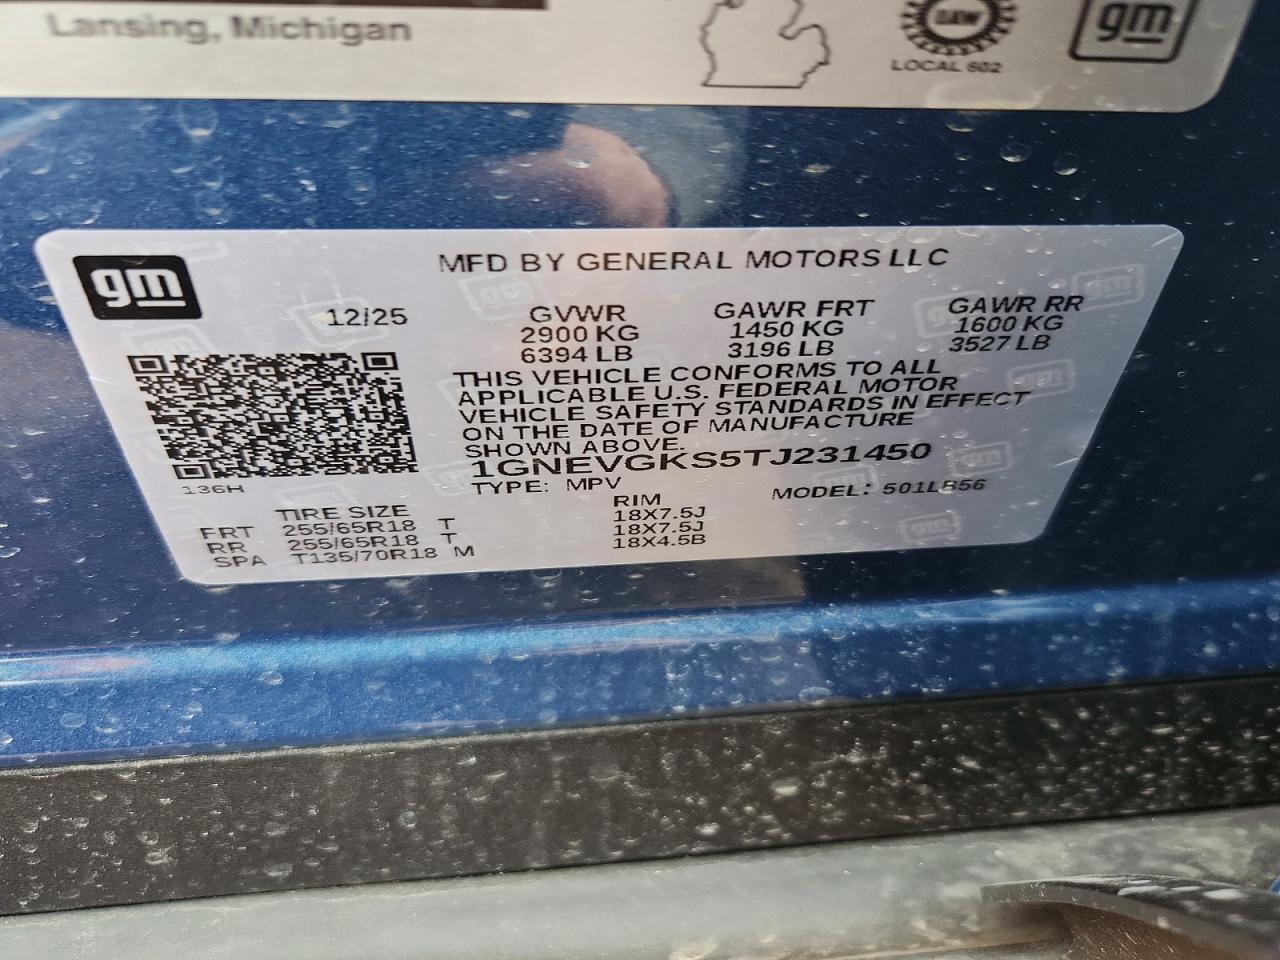 Lansing, Michigan
UAW
LOCAL 602
gm
gm
MFD BY GENERAL MOTORS LLC
12/25
GVWR GAWR FRT GAWR RR
2900 KG 1450 KG 1600 KG
6394 LB 3196 LB 3527 LB
THIS VEHICLE CONFORMS TO ALL
APPLICABLE U.S. FEDERAL MOTOR
VEHICLE SAFETY STANDARDS IN EFFECT
ON THE DATE OF MANUFACTURE
SHOWN ABOVE.
1GNEVGKS5TJ231450
136H
TYPE: MPV MODEL: 501LB56
TIRE SIZE RIM
FRT 255/65R18 T 18X7.5J
RR 255/65R18 T 18X7.5J
SPA T135/70R18 M 18X4.5B